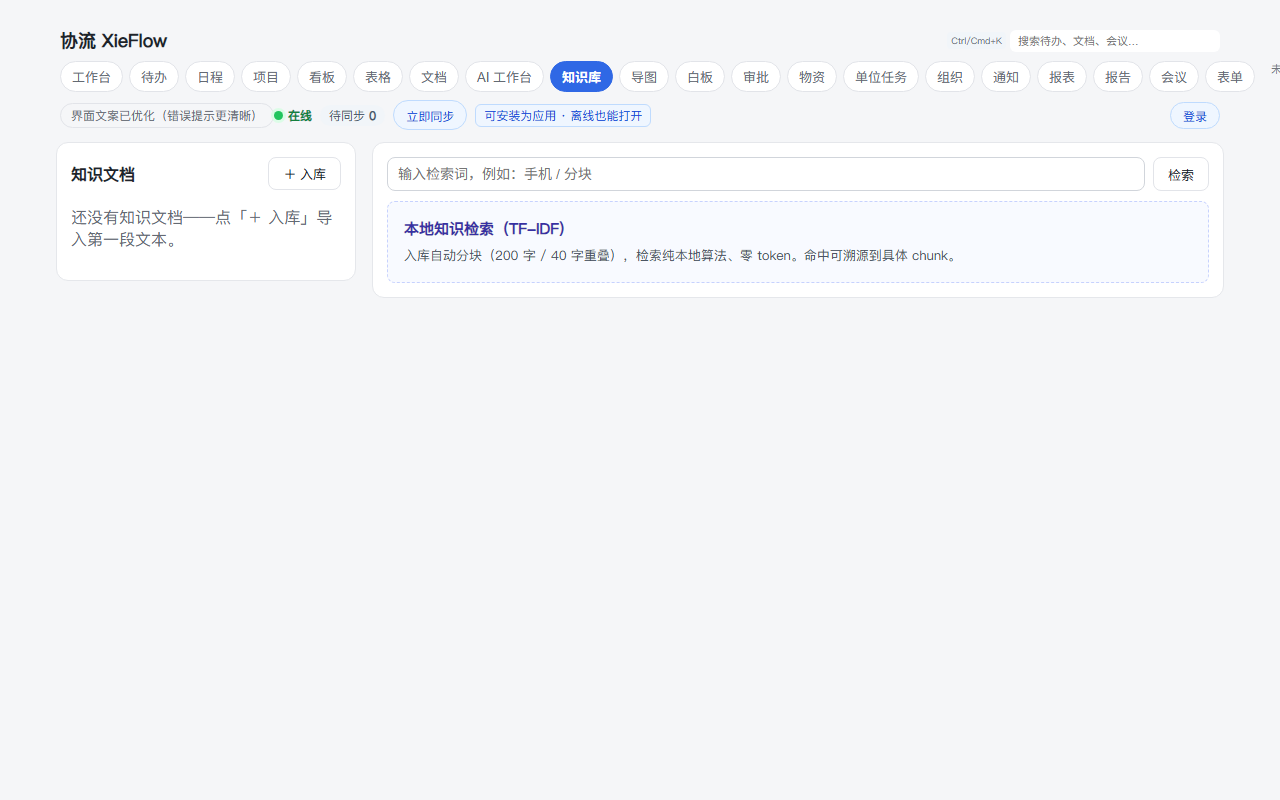 协流 XieFlow
Ctrl/Cmd+K 搜索待办、文档、会议…
工作台 待办 日程 项目 看板 表格 文档 AI 工作台 知识库 导图 白板 审批 物资 单位任务 组织 通知 报表 报告 会议 表单 未
界面文案已优化（错误提示更清晰） 在线 待同步 0 立即同步 可安装为应用 · 离线也能打开 登录
知识文档 ＋ 入库
还没有知识文档——点「＋ 入库」导
入第一段文本。
输入检索词，例如：手机 / 分块 检索
本地知识检索（TF-IDF）
入库自动分块（200 字 / 40 字重叠），检索纯本地算法、零 token。命中可溯源到具体 chunk。